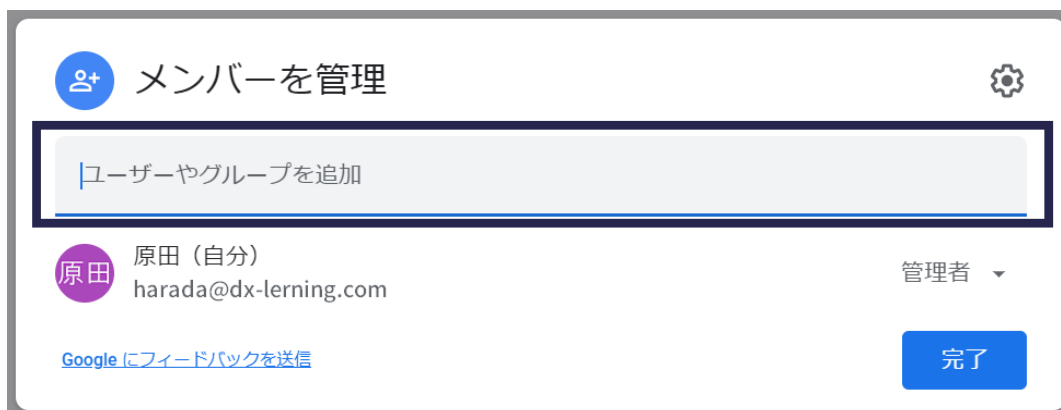 メンバーを管理
ユーザーやグループを追加
原田
原田（自分）
harada@dx-lerning.com
管理者
Google にフィードバックを送信
完了